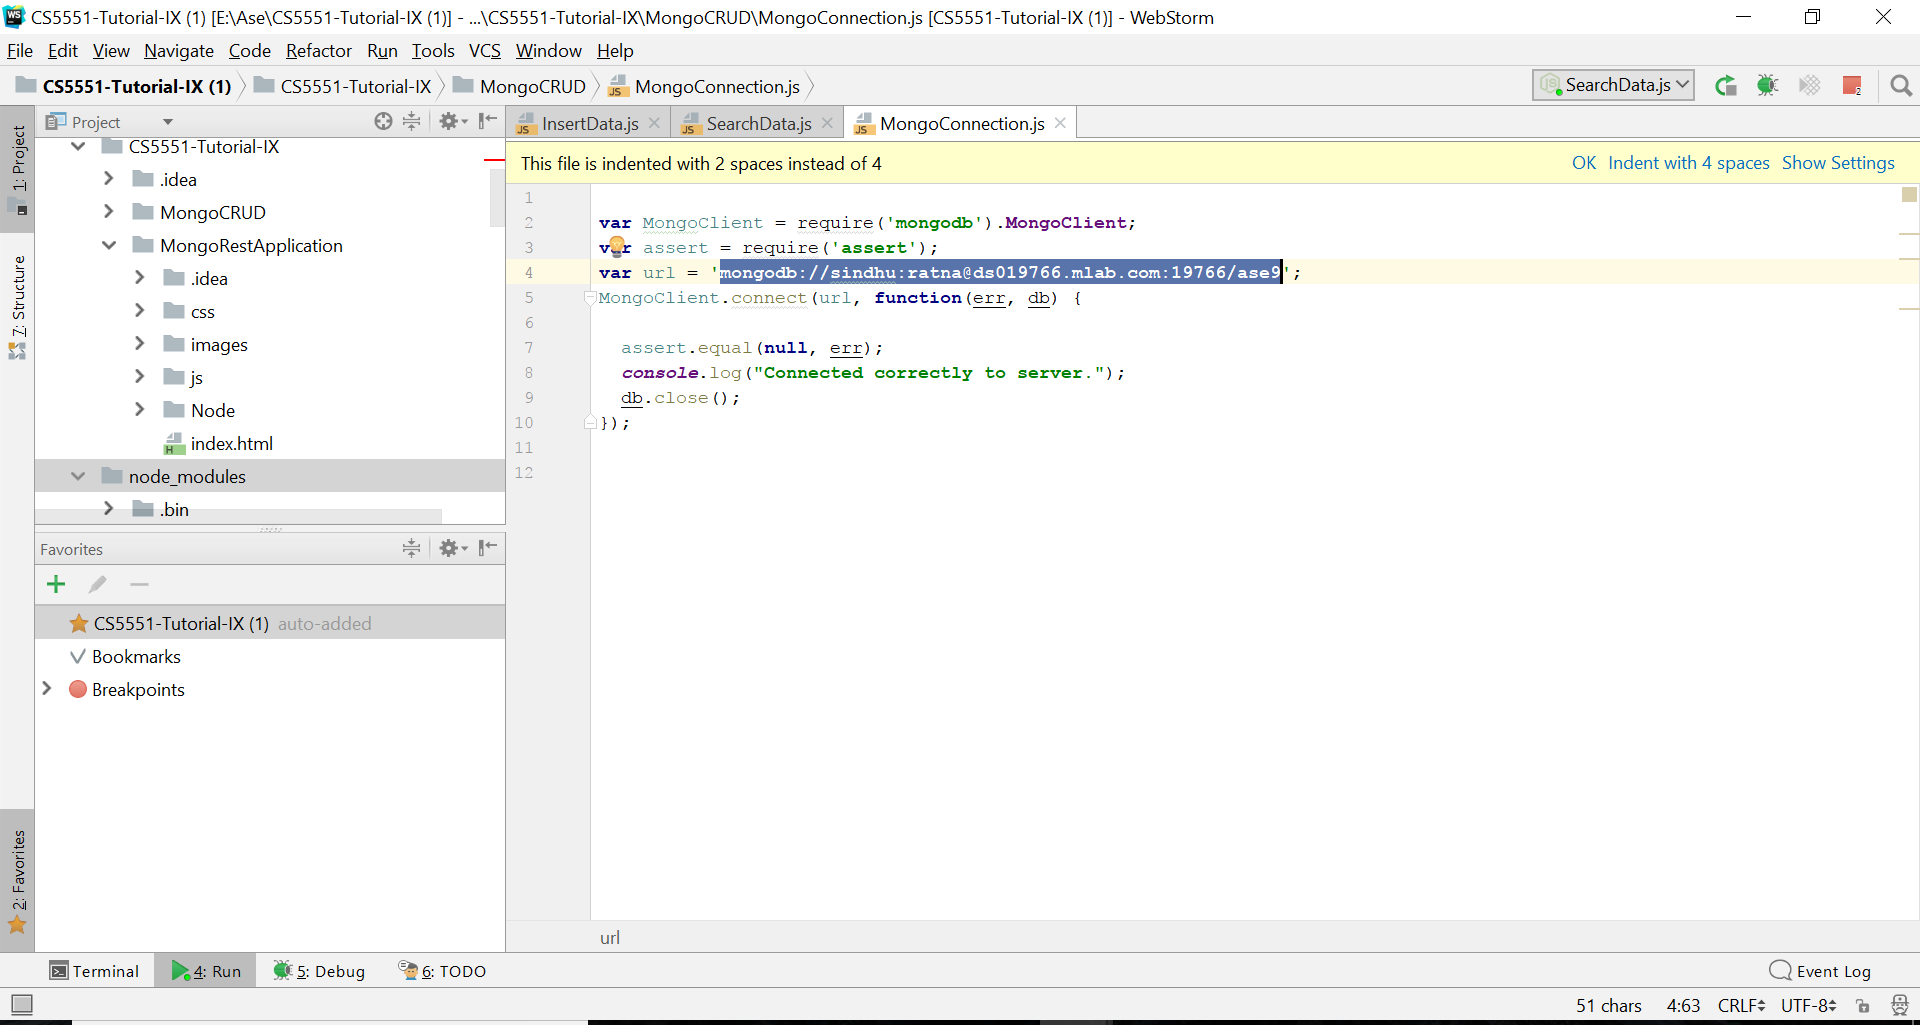 WS CS5551-Tutorial-IX (1) [E:\Ase\CS5551-Tutorial-IX (1)] - ...\CS5551-Tutorial-IX\MongoCRUD\MongoConnection.js [CS5551-Tutorial-IX (1)] - WebStorm
File Edit View Navigate Code Refactor Run Tools VCS Window Help
CS5551-Tutorial-IX (1) CS5551-Tutorial-IX MongoCRUD JS MongoConnection.js SearchData.js 2
1: Project
7: Structure
2: Favorites
Project
CS5551-Tutorial-IX
.idea
MongoCRUD
MongoRestApplication
.idea
css
images
js
Node
H index.html
node_modules
.bin
Favorites
CS5551-Tutorial-IX (1) auto-added
Bookmarks
Breakpoints
JS InsertData.js JS SearchData.js JS MongoConnection.js
This file is indented with 2 spaces instead of 4 OK Indent with 4 spaces Show Settings
1
2 var MongoClient = require('mongodb').MongoClient;
3 var assert = require('assert');
4 var url = 'mongodb://sindhu:ratna@ds019766.mlab.com:19766/ase9';
5 MongoClient.connect(url, function(err, db) {
6
7 assert.equal(null, err);
8 console.log("Connected correctly to server.");
9 db.close();
10 });
11
12
url
Terminal 4: Run 5: Debug 6: TODO Event Log
51 chars 4:63 CRLF UTF-8